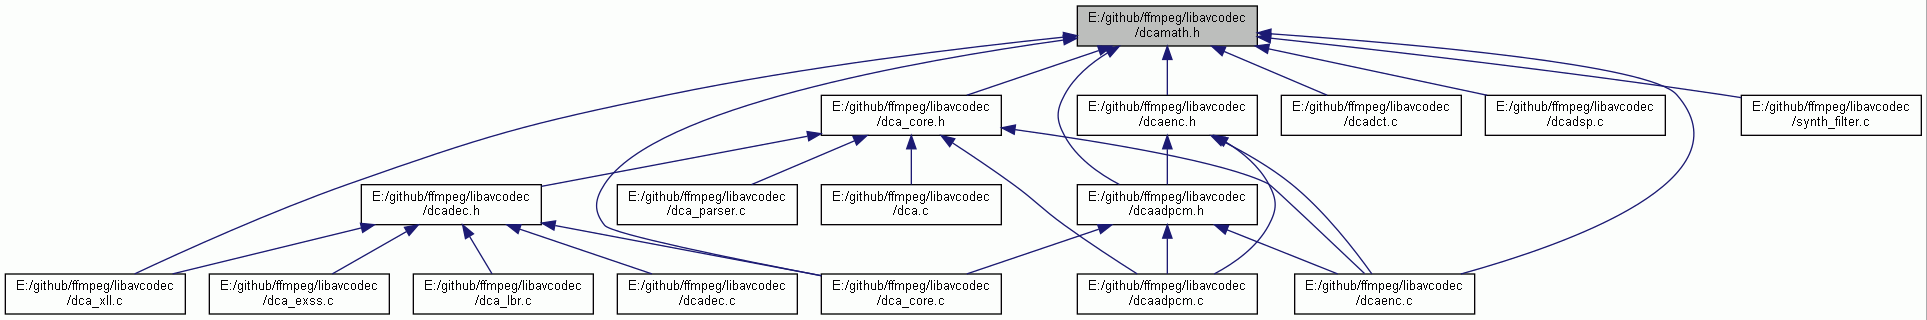 E:/github/ffmpeg/libavcodec
/dcamath.h
E:/github/ffmpeg/libavcodec
/dca_core.h
E:/github/ffmpeg/libavcodec
/dcaenc.h
E:/github/ffmpeg/libavcodec
/dcadct.c
E:/github/ffmpeg/libavcodec
/dcadsp.c
E:/github/ffmpeg/libavcodec
/synth_filter.c
E:/github/ffmpeg/libavcodec
/dcadec.h
E:/github/ffmpeg/libavcodec
/dca_parser.c
E:/github/ffmpeg/libavcodec
/dca.c
E:/github/ffmpeg/libavcodec
/dcaadpcm.h
E:/github/ffmpeg/libavcodec
/dca_xll.c
E:/github/ffmpeg/libavcodec
/dca_exss.c
E:/github/ffmpeg/libavcodec
/dca_lbr.c
E:/github/ffmpeg/libavcodec
/dcadec.c
E:/github/ffmpeg/libavcodec
/dca_core.c
E:/github/ffmpeg/libavcodec
/dcaadpcm.c
E:/github/ffmpeg/libavcodec
/dcaenc.c